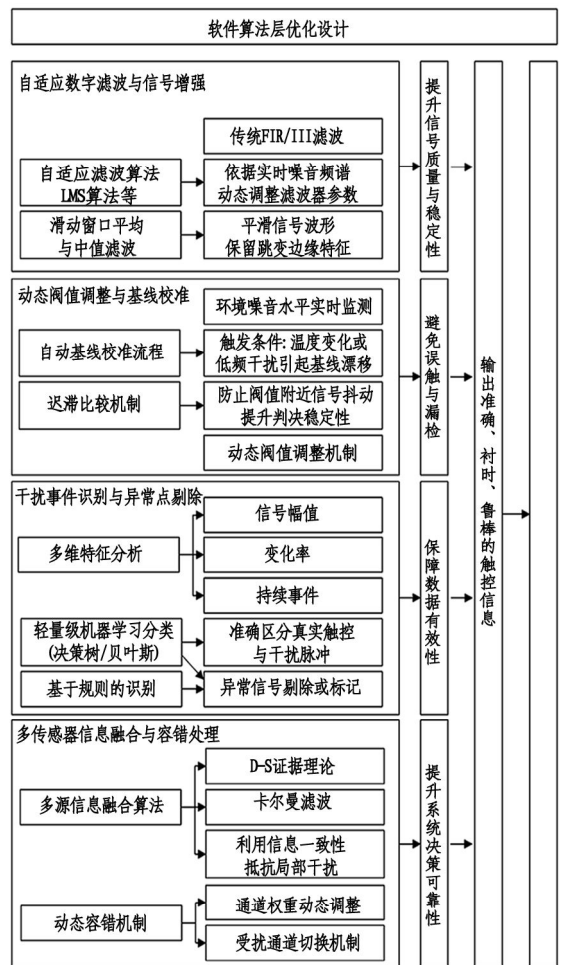 软件算法层优化设计
自适应数字滤波与信号增强
传统FIR/III滤波
自适应滤波算法
LMS算法等
依据实时噪音频谱
动态调整滤波器参数
滑动窗口平均
与中值滤波
平滑信号波形
保留跳变边缘特征
提升信号质量与稳定性
动态阀值调整与基线校准
环境噪音水平实时监测
自动基线校准流程
触发条件:温度变化或
低频干扰引起基线漂移
迟滞比较机制
防止阀值附近信号抖动
提升判决稳定性
动态阀值调整机制
避免误触与漏检
干扰事件识别与异常点剔除
信号幅值
多维特征分析
变化率
持续事件
轻量级机器学习分类
(决策树/贝叶斯)
准确区分真实触控
与干扰脉冲
基于规则的识别
异常信号剔除或标记
保障数据有效性
多传感器信息融合与容错处理
D-S证据理论
多源信息融合算法
卡尔曼滤波
利用信息一致性
抵抗局部干扰
动态容错机制
通道权重动态调整
受扰通道切换机制
提升系统决策可靠性
输出准确、衬时、鲁棒的触控信息